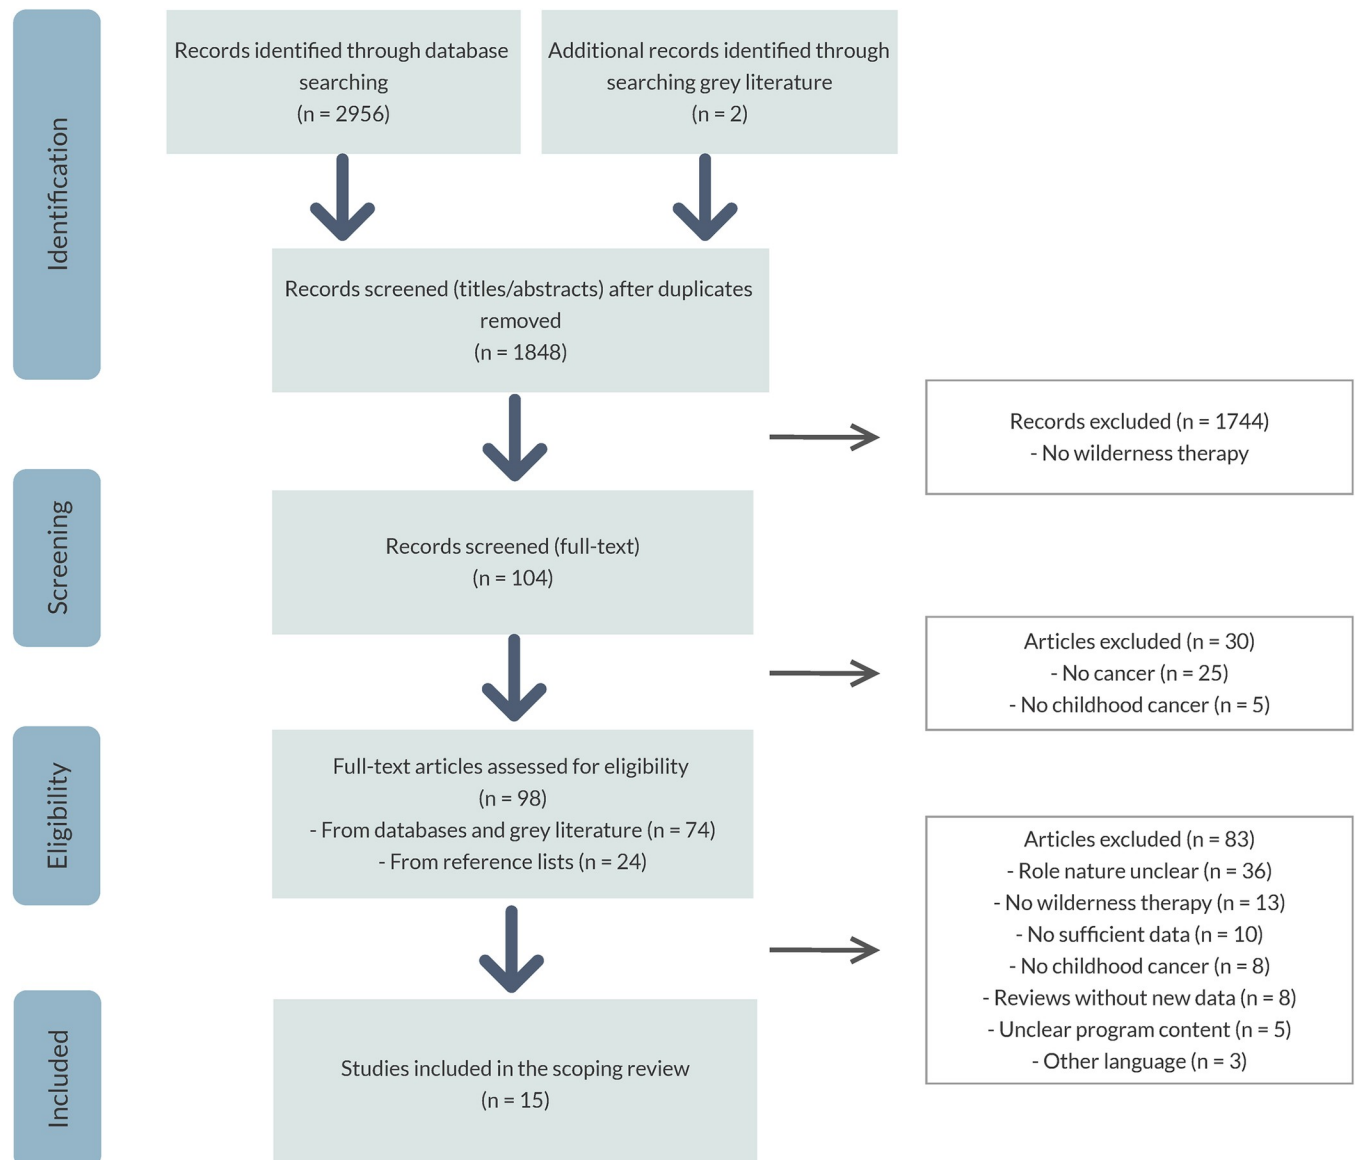 Identification
Records identified through database
searching
(n = 2956)
Additional records identified through
searching grey literature
(n = 2)
Records screened (titles/abstracts) after duplicates
removed
(n = 1848)
Records excluded (n = 1744)
- No wilderness therapy
Screening
Records screened (full-text)
(n = 104)
Articles excluded (n = 30)
- No cancer (n = 25)
- No childhood cancer (n = 5)
Eligibility
Full-text articles assessed for eligibility
(n = 98)
- From databases and grey literature (n = 74)
- From reference lists (n = 24)
Articles excluded (n = 83)
- Role nature unclear (n = 36)
- No wilderness therapy (n = 13)
- No sufficient data (n = 10)
- No childhood cancer (n = 8)
- Reviews without new data (n = 8)
- Unclear program content (n = 5)
- Other language (n = 3)
Included
Studies included in the scoping review
(n = 15)